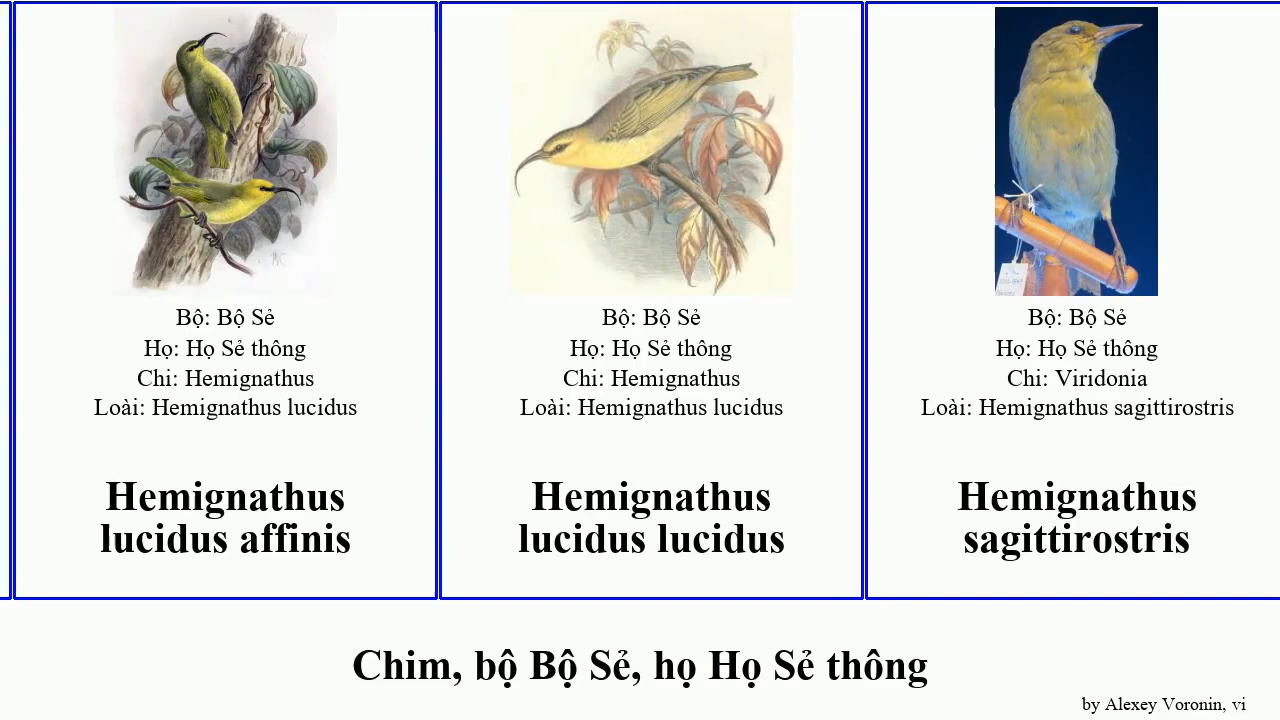 Bộ: Bộ Sẻ
Họ: Họ Sẻ thông
Chi: Hemignathus
Loài: Hemignathus lucidus
Hemignathus
lucidus affinis
Bộ: Bộ Sẻ
Họ: Họ Sẻ thông
Chi: Hemignathus
Loài: Hemignathus lucidus
Hemignathus
lucidus lucidus
Bộ: Bộ Sẻ
Họ: Họ Sẻ thông
Chi: Viridonia
Loài: Hemignathus sagittirostris
Hemignathus
sagittirostris
Chim, bộ Bộ Sẻ, họ Họ Sẻ thông
by Alexey Voronin, vi